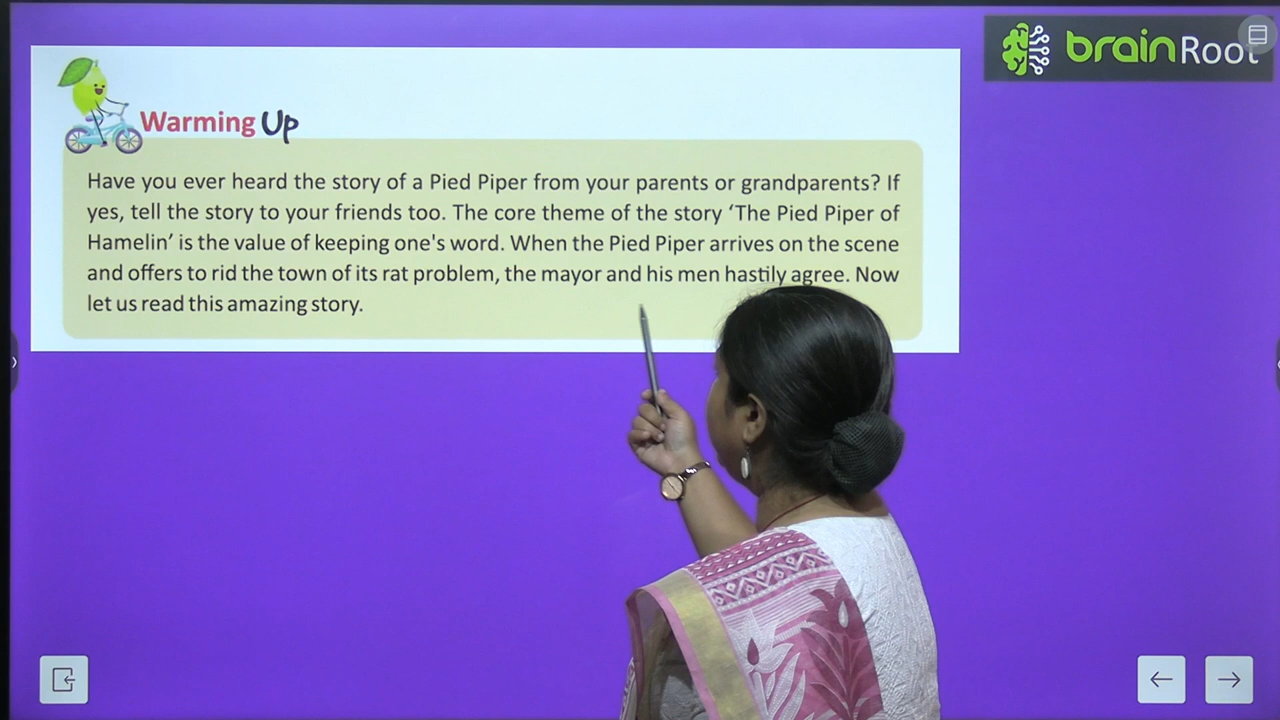 brainRoot
Warming Up
Have you ever heard the story of a Pied Piper from your parents or grandparents? If
yes, tell the story to your friends too. The core theme of the story ‘The Pied Piper of
Hamelin’ is the value of keeping one's word. When the Pied Piper arrives on the scene
and offers to rid the town of its rat problem, the mayor and his men hastily agree. Now
let us read this amazing story.